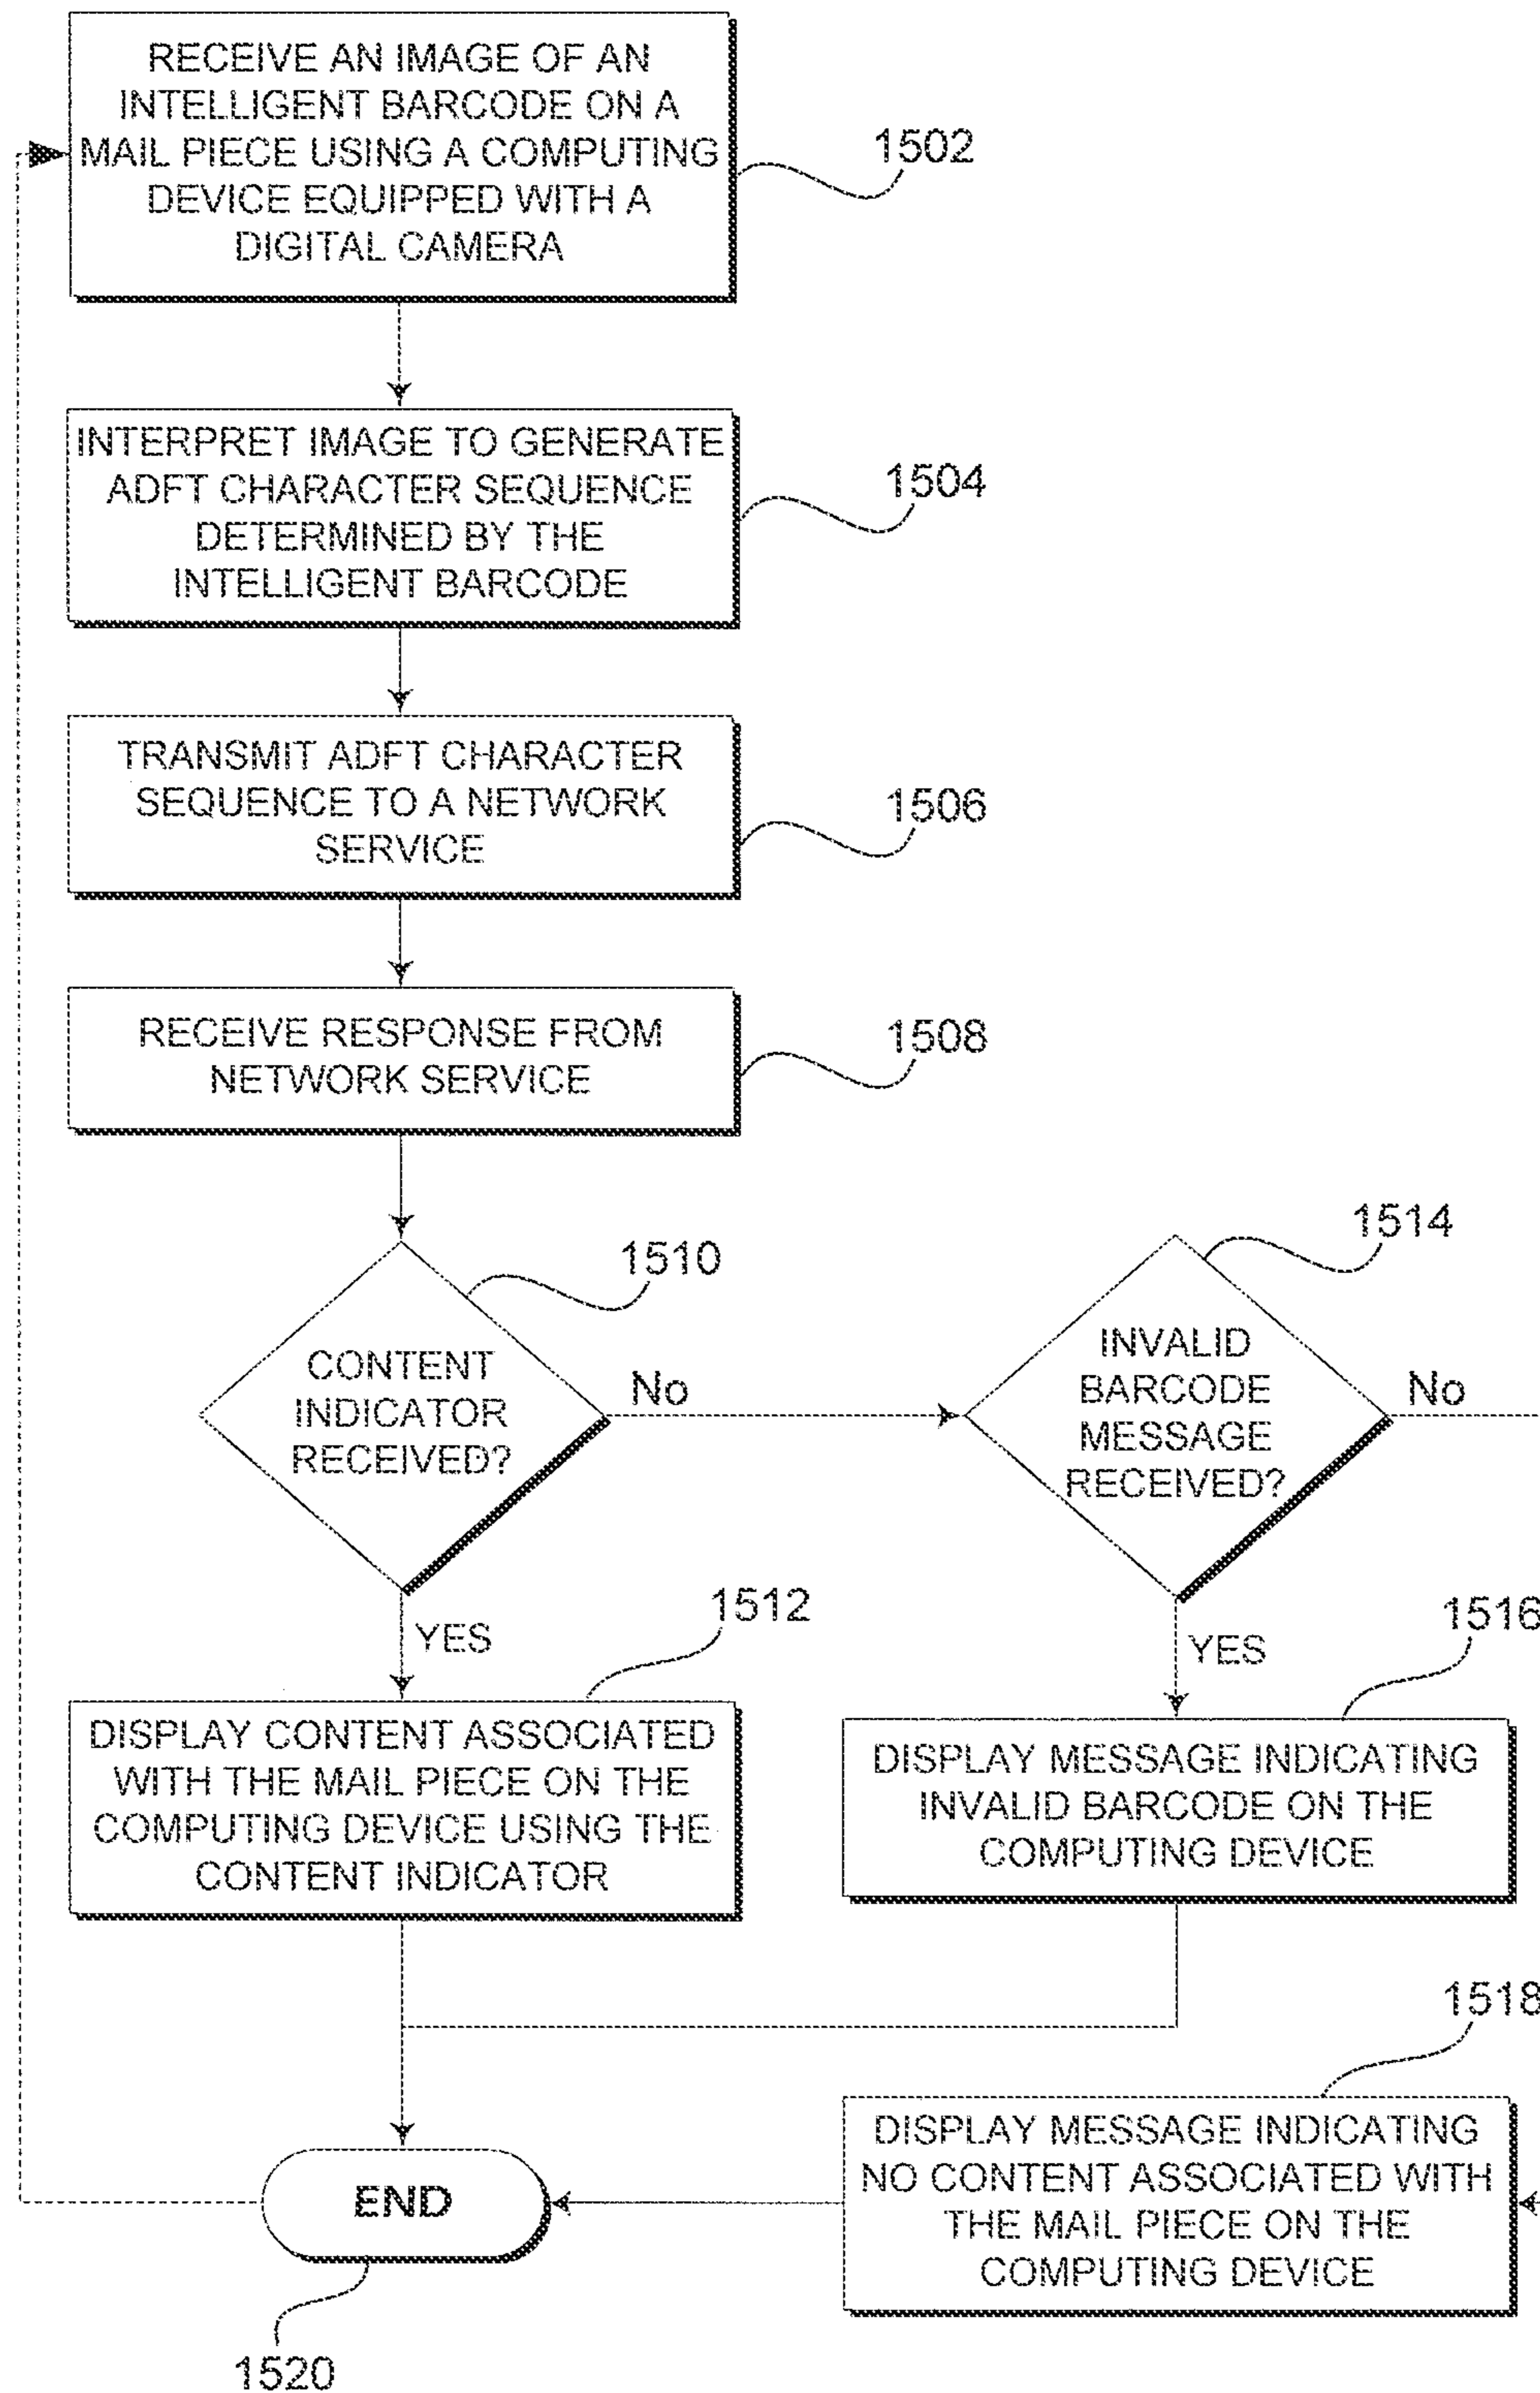 RECEIVE AN IMAGE OF AN
INTELLIGENT BARCODE ON A
MAIL PIECE USING A COMPUTING
DEVICE EQUIPPED WITH A
DIGITAL CAMERA
1502
INTERPRET IMAGE TO GENERATE
ADFT CHARACTER SEQUENCE
DETERMINED BY THE
INTELLIGENT BARCODE
1504
TRANSMIT ADFT CHARACTER
SEQUENCE TO A NETWORK
SERVICE
1506
RECEIVE RESPONSE FROM
NETWORK SERVICE
1508
CONTENT
INDICATOR
RECEIVED?
1510
No
YES
INVALID
BARCODE
MESSAGE
RECEIVED?
1514
No
YES
DISPLAY CONTENT ASSOCIATED
WITH THE MAIL PIECE ON THE
COMPUTING DEVICE USING THE
CONTENT INDICATOR
1512
DISPLAY MESSAGE INDICATING
INVALID BARCODE ON THE
COMPUTING DEVICE
1516
DISPLAY MESSAGE INDICATING
NO CONTENT ASSOCIATED WITH
THE MAIL PIECE ON THE
COMPUTING DEVICE
1518
END
1520